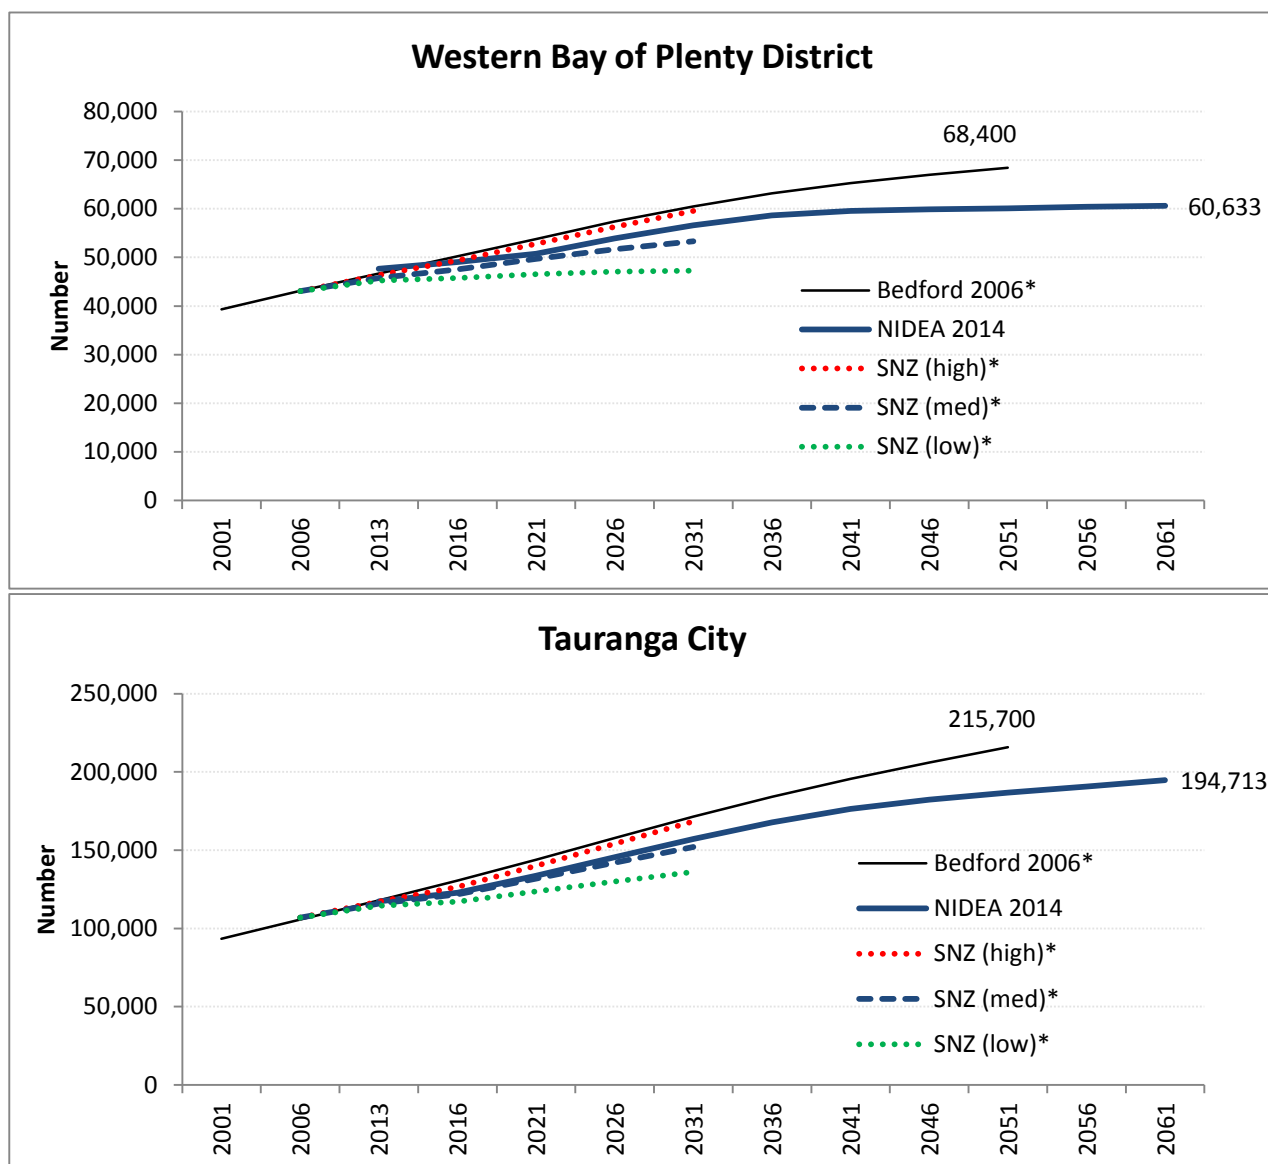 Western Bay of Plenty District
80,000
70,000
60,000
50,000
40,000
30,000
20,000
10,000
0
Number
68,400
60,633
Bedford 2006*
NIDEA 2014
SNZ (high)*
SNZ (med)*
SNZ (low)*
2001 2006 2013 2016 2021 2026 2031 2036 2041 2046 2051 2056 2061
Tauranga City
250,000
200,000
150,000
100,000
50,000
0
Number
215,700
194,713
Bedford 2006*
NIDEA 2014
SNZ (high)*
SNZ (med)*
SNZ (low)*
2001 2006 2013 2016 2021 2026 2031 2036 2041 2046 2051 2056 2061